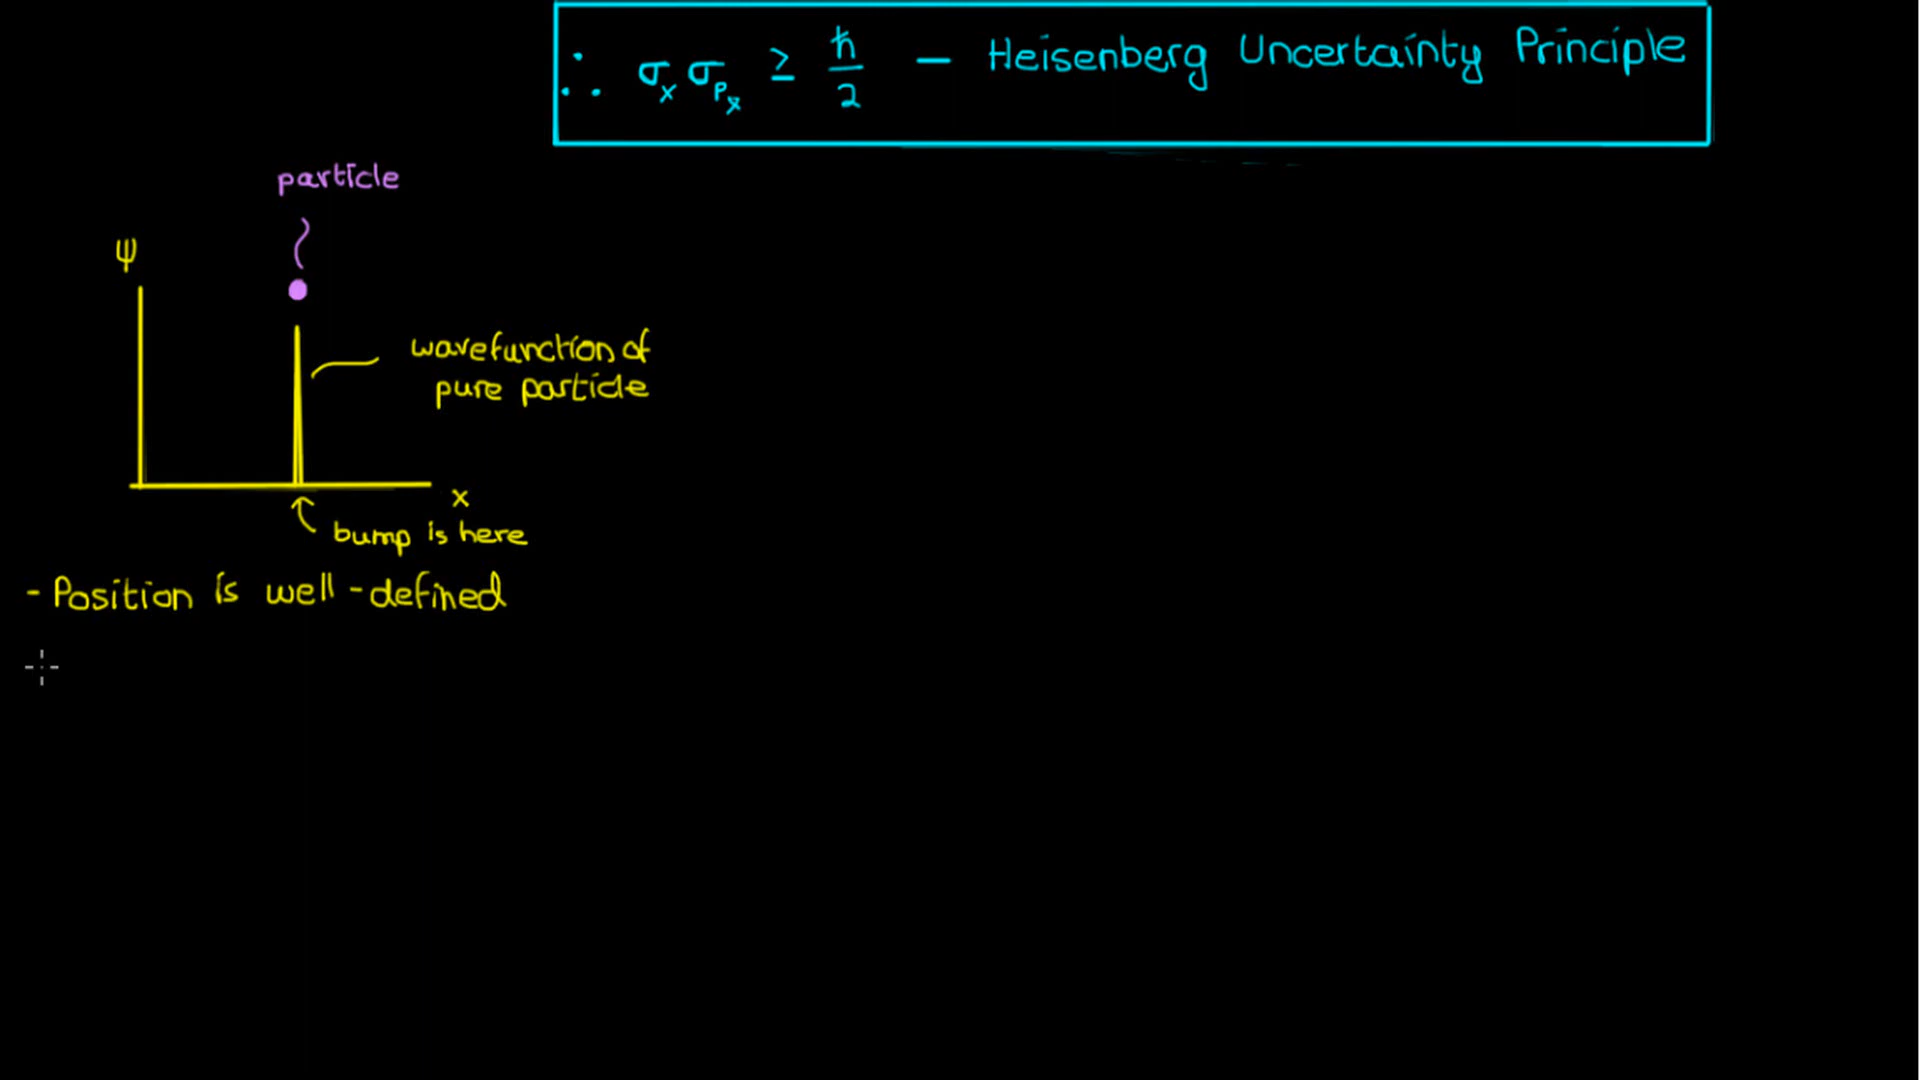 ∴ σₓ σₚₓ ≥ ħ/2 — Heisenberg Uncertainty Principle
particle
ψ
wavefunction of
pure particle
x
bump is here
- Position is well-defined